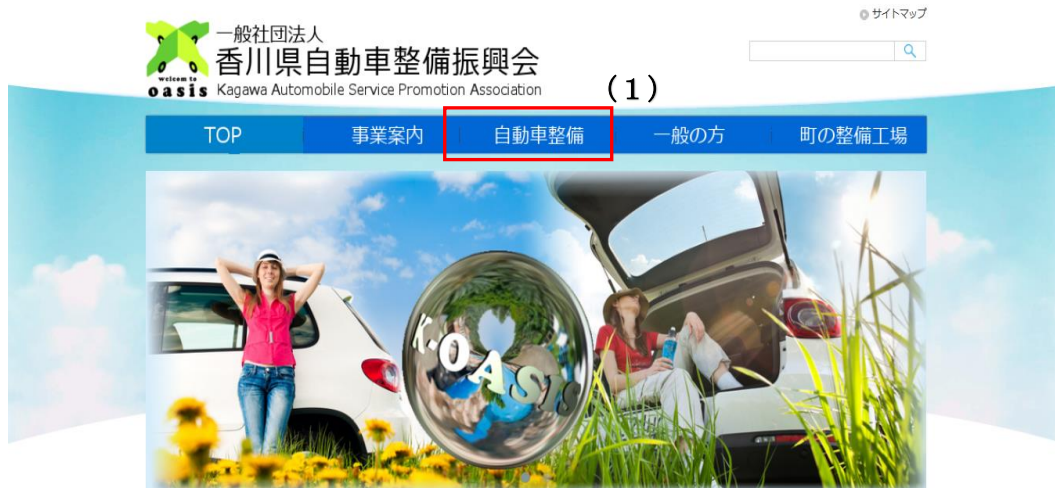 サイトマップ
一般社団法人
香川県自動車整備振興会
welcom to
oasis
Kagawa Automobile Service Promotion Association
(1)
TOP 事業案内 自動車整備 一般の方 町の整備工場
K-OASIS